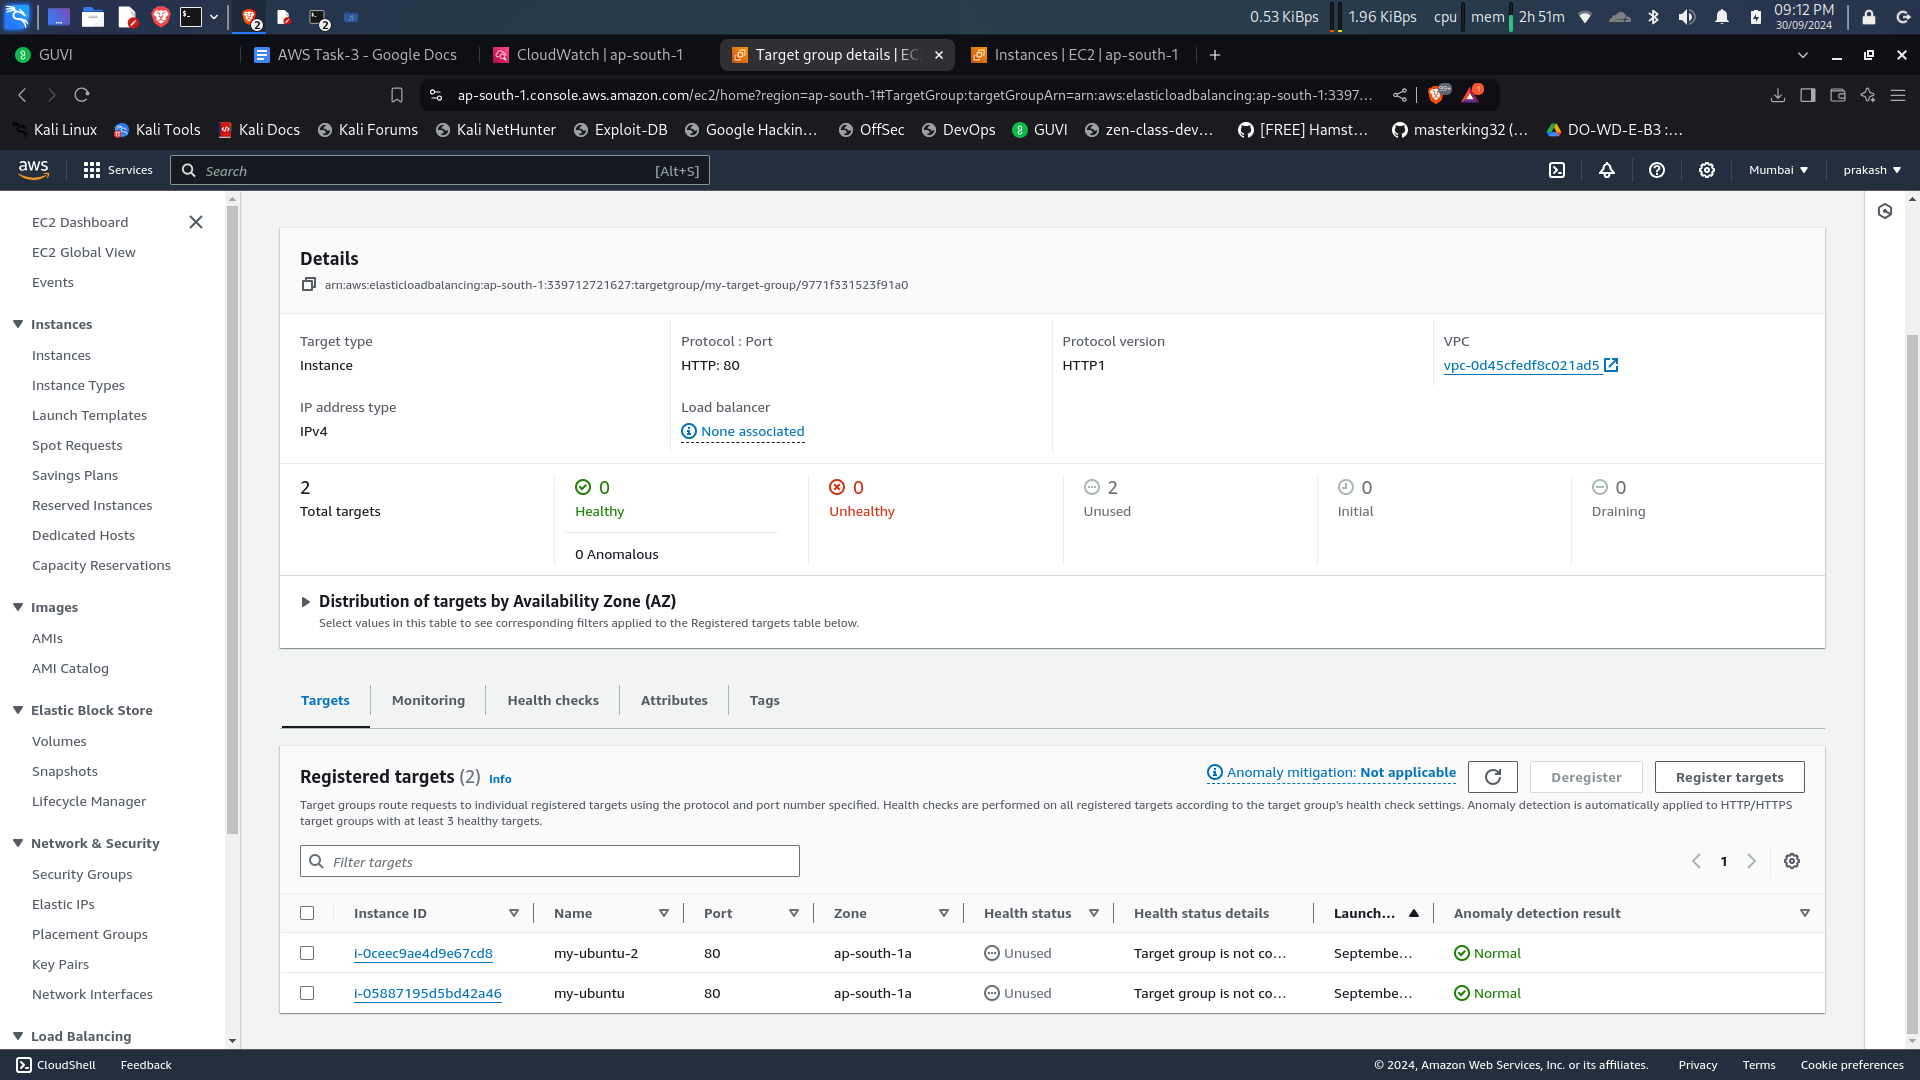 0.53 KiBps 1.96 KiBps cpu mem 2h 51m 09:12 PM
30/09/2024
2 2
GUVI AWS Task-3 - Google Docs CloudWatch | ap-south-1 Target group details | EC Instances | EC2 | ap-south-1
ap-south-1.console.aws.amazon.com/ec2/home?region=ap-south-1#TargetGroup:targetGroupArn=arn:aws:elasticloadbalancing:ap-south-1:3397... 99+ 1
Kali Linux Kali Tools Kali Docs Kali Forums Kali NetHunter Exploit-DB Google Hackin... OffSec DevOps GUVI zen-class-dev... [FREE] Hamst... masterking32 (... DO-WD-E-B3 :...
aws Services Search [Alt+S] Mumbai prakash
EC2 Dashboard
EC2 Global View
Events
Instances
Instances
Instance Types
Launch Templates
Spot Requests
Savings Plans
Reserved Instances
Dedicated Hosts
Capacity Reservations
Images
AMIs
AMI Catalog
Elastic Block Store
Volumes
Snapshots
Lifecycle Manager
Network & Security
Security Groups
Elastic IPs
Placement Groups
Key Pairs
Network Interfaces
Load Balancing
Details
arn:aws:elasticloadbalancing:ap-south-1:339712721627:targetgroup/my-target-group/9771f331523f91a0
Target type Protocol : Port Protocol version VPC
Instance HTTP: 80 HTTP1 vpc-0d45cfedf8c021ad5
IP address type Load balancer
IPv4 None associated
2 0 0 2 0 0
Total targets Healthy Unhealthy Unused Initial Draining
0 Anomalous
Distribution of targets by Availability Zone (AZ)
Select values in this table to see corresponding filters applied to the Registered targets table below.
Targets Monitoring Health checks Attributes Tags
Registered targets (2) Info Anomaly mitigation: Not applicable Deregister Register targets
Target groups route requests to individual registered targets using the protocol and port number specified. Health checks are performed on all registered targets according to the target group's health check settings. Anomaly detection is automatically applied to HTTP/HTTPS
target groups with at least 3 healthy targets.
Filter targets 1
Instance ID Name Port Zone Health status Health status details Launch... Anomaly detection result
i-0ceec9ae4d9e67cd8 my-ubuntu-2 80 ap-south-1a Unused Target group is not co... Septembe... Normal
i-05887195d5bd42a46 my-ubuntu 80 ap-south-1a Unused Target group is not co... Septembe... Normal
CloudShell Feedback © 2024, Amazon Web Services, Inc. or its affiliates. Privacy Terms Cookie preferences